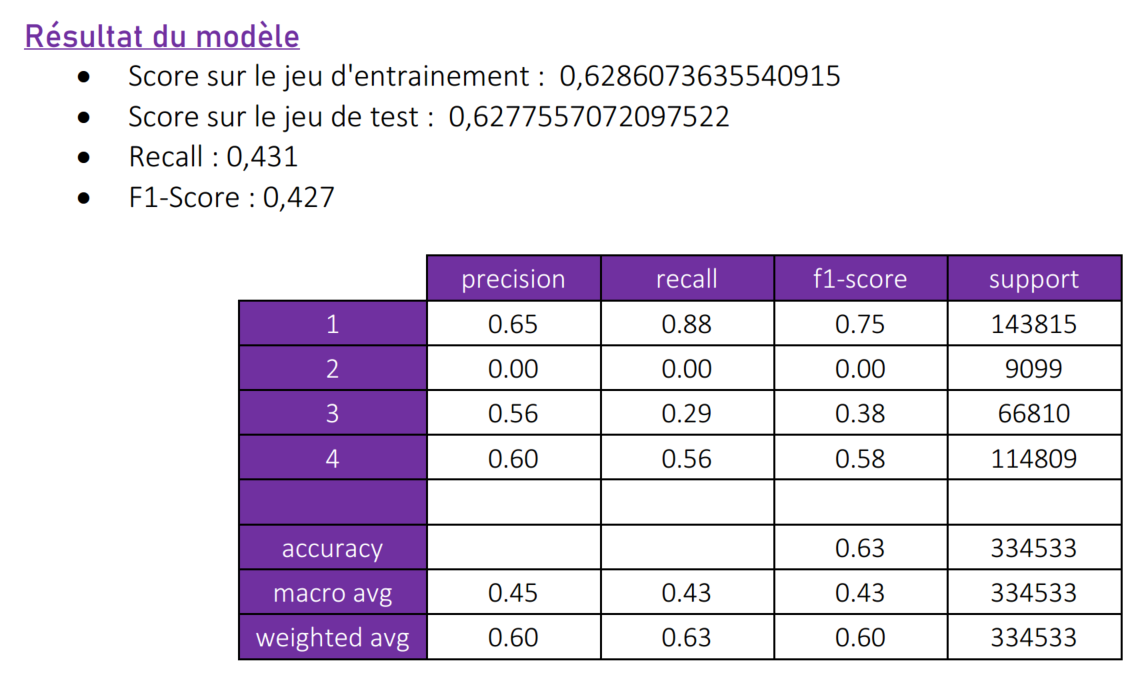 Résultat du modèle
• Score sur le jeu d'entrainement : 0,6286073635540915
• Score sur le jeu de test : 0,6277557072097522
• Recall : 0,431
• F1-Score : 0,427
precision recall f1-score support
1 0.65 0.88 0.75 143815
2 0.00 0.00 0.00 9099
3 0.56 0.29 0.38 66810
4 0.60 0.56 0.58 114809
accuracy 0.63 334533
macro avg 0.45 0.43 0.43 334533
weighted avg 0.60 0.63 0.60 334533